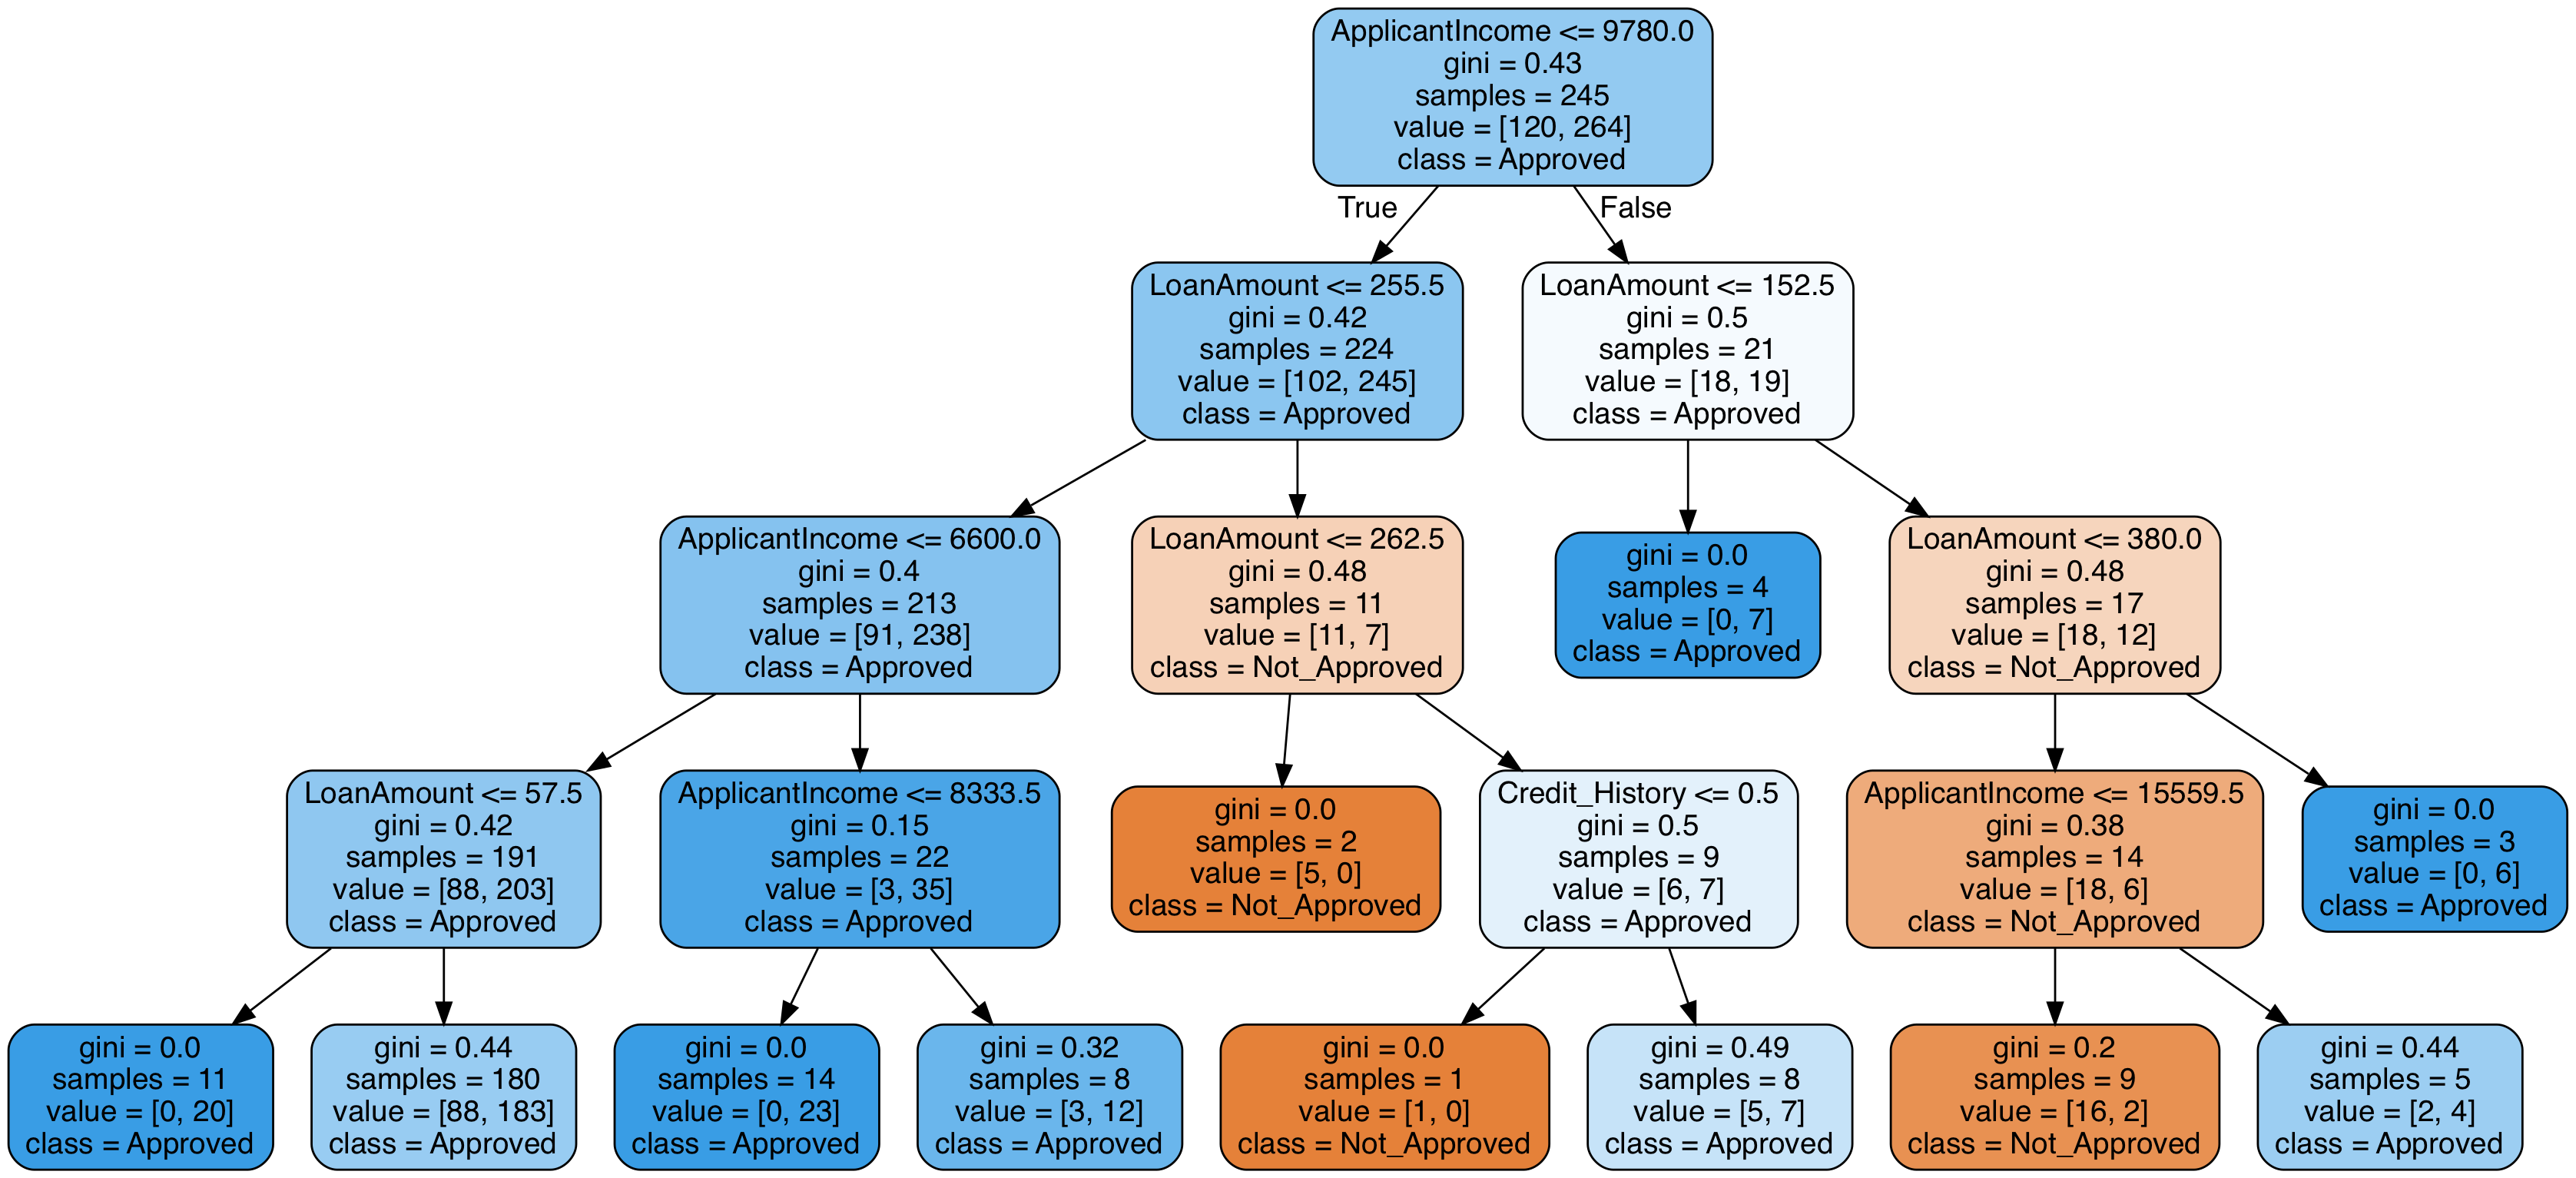 ApplicantIncome <= 9780.0
gini = 0.43
samples = 245
value = [120, 264]
class = Approved
True
False
LoanAmount <= 255.5
gini = 0.42
samples = 224
value = [102, 245]
class = Approved
LoanAmount <= 152.5
gini = 0.5
samples = 21
value = [18, 19]
class = Approved
ApplicantIncome <= 6600.0
gini = 0.4
samples = 213
value = [91, 238]
class = Approved
LoanAmount <= 262.5
gini = 0.48
samples = 11
value = [11, 7]
class = Not_Approved
gini = 0.0
samples = 4
value = [0, 7]
class = Approved
LoanAmount <= 380.0
gini = 0.48
samples = 17
value = [18, 12]
class = Not_Approved
LoanAmount <= 57.5
gini = 0.42
samples = 191
value = [88, 203]
class = Approved
ApplicantIncome <= 8333.5
gini = 0.15
samples = 22
value = [3, 35]
class = Approved
gini = 0.0
samples = 2
value = [5, 0]
class = Not_Approved
Credit_History <= 0.5
gini = 0.5
samples = 9
value = [6, 7]
class = Approved
ApplicantIncome <= 15559.5
gini = 0.38
samples = 14
value = [18, 6]
class = Not_Approved
gini = 0.0
samples = 3
value = [0, 6]
class = Approved
gini = 0.0
samples = 11
value = [0, 20]
class = Approved
gini = 0.44
samples = 180
value = [88, 183]
class = Approved
gini = 0.0
samples = 14
value = [0, 23]
class = Approved
gini = 0.32
samples = 8
value = [3, 12]
class = Approved
gini = 0.0
samples = 1
value = [1, 0]
class = Not_Approved
gini = 0.49
samples = 8
value = [5, 7]
class = Approved
gini = 0.2
samples = 9
value = [16, 2]
class = Not_Approved
gini = 0.44
samples = 5
value = [2, 4]
class = Approved